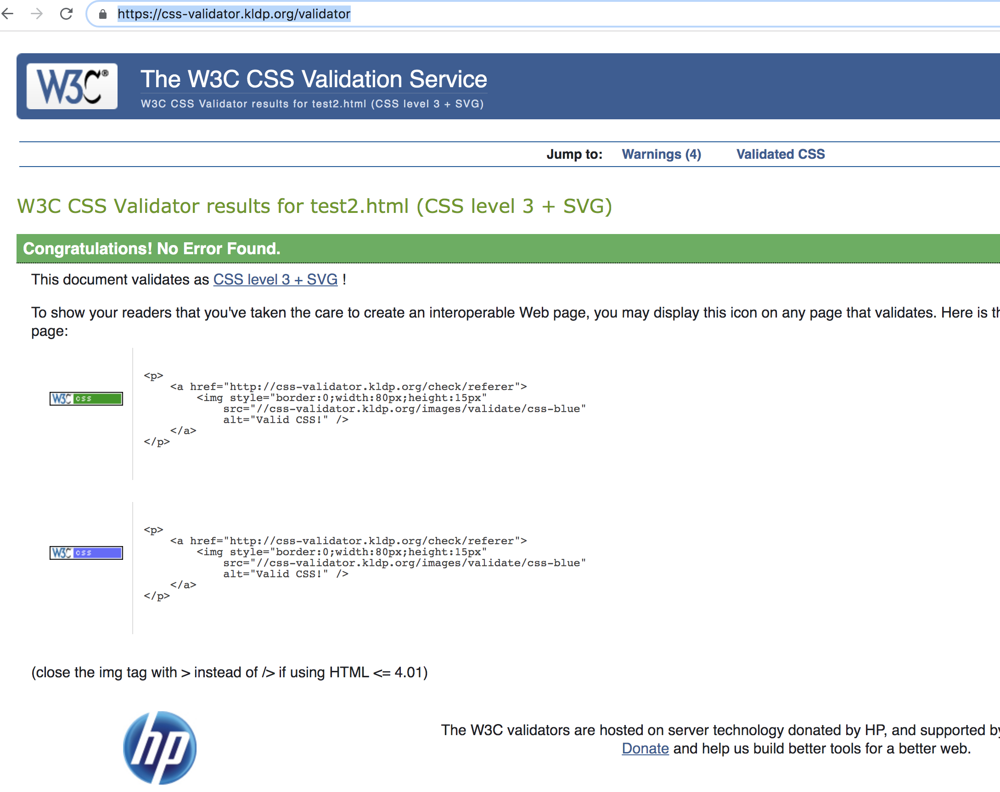 https://css-validator.kldp.org/validator
W3C®
The W3C CSS Validation Service
W3C CSS Validator results for test2.html (CSS level 3 + SVG)
Jump to: Warnings (4) Validated CSS
W3C CSS Validator results for test2.html (CSS level 3 + SVG)
Congratulations! No Error Found.
This document validates as CSS level 3 + SVG !
To show your readers that you've taken the care to create an interoperable Web page, you may display this icon on any page that validates. Here is
page:
<p>
<a href="http://css-validator.kldp.org/check/referer">
W3C css
<img style="border:0;width:80px;height:15px"
src="//css-validator.kldp.org/images/validate/css-blue"
alt="Valid CSS!" />
</a>
</p>
<p>
<a href="http://css-validator.kldp.org/check/referer">
W3C css
<img style="border:0;width:80px;height:15px"
src="//css-validator.kldp.org/images/validate/css-blue"
alt="Valid CSS!" />
</a>
</p>
(close the img tag with > instead of /> if using HTML <= 4.01)
hp
The W3C validators are hosted on server technology donated by HP, and supported
Donate and help us build better tools for a better web.